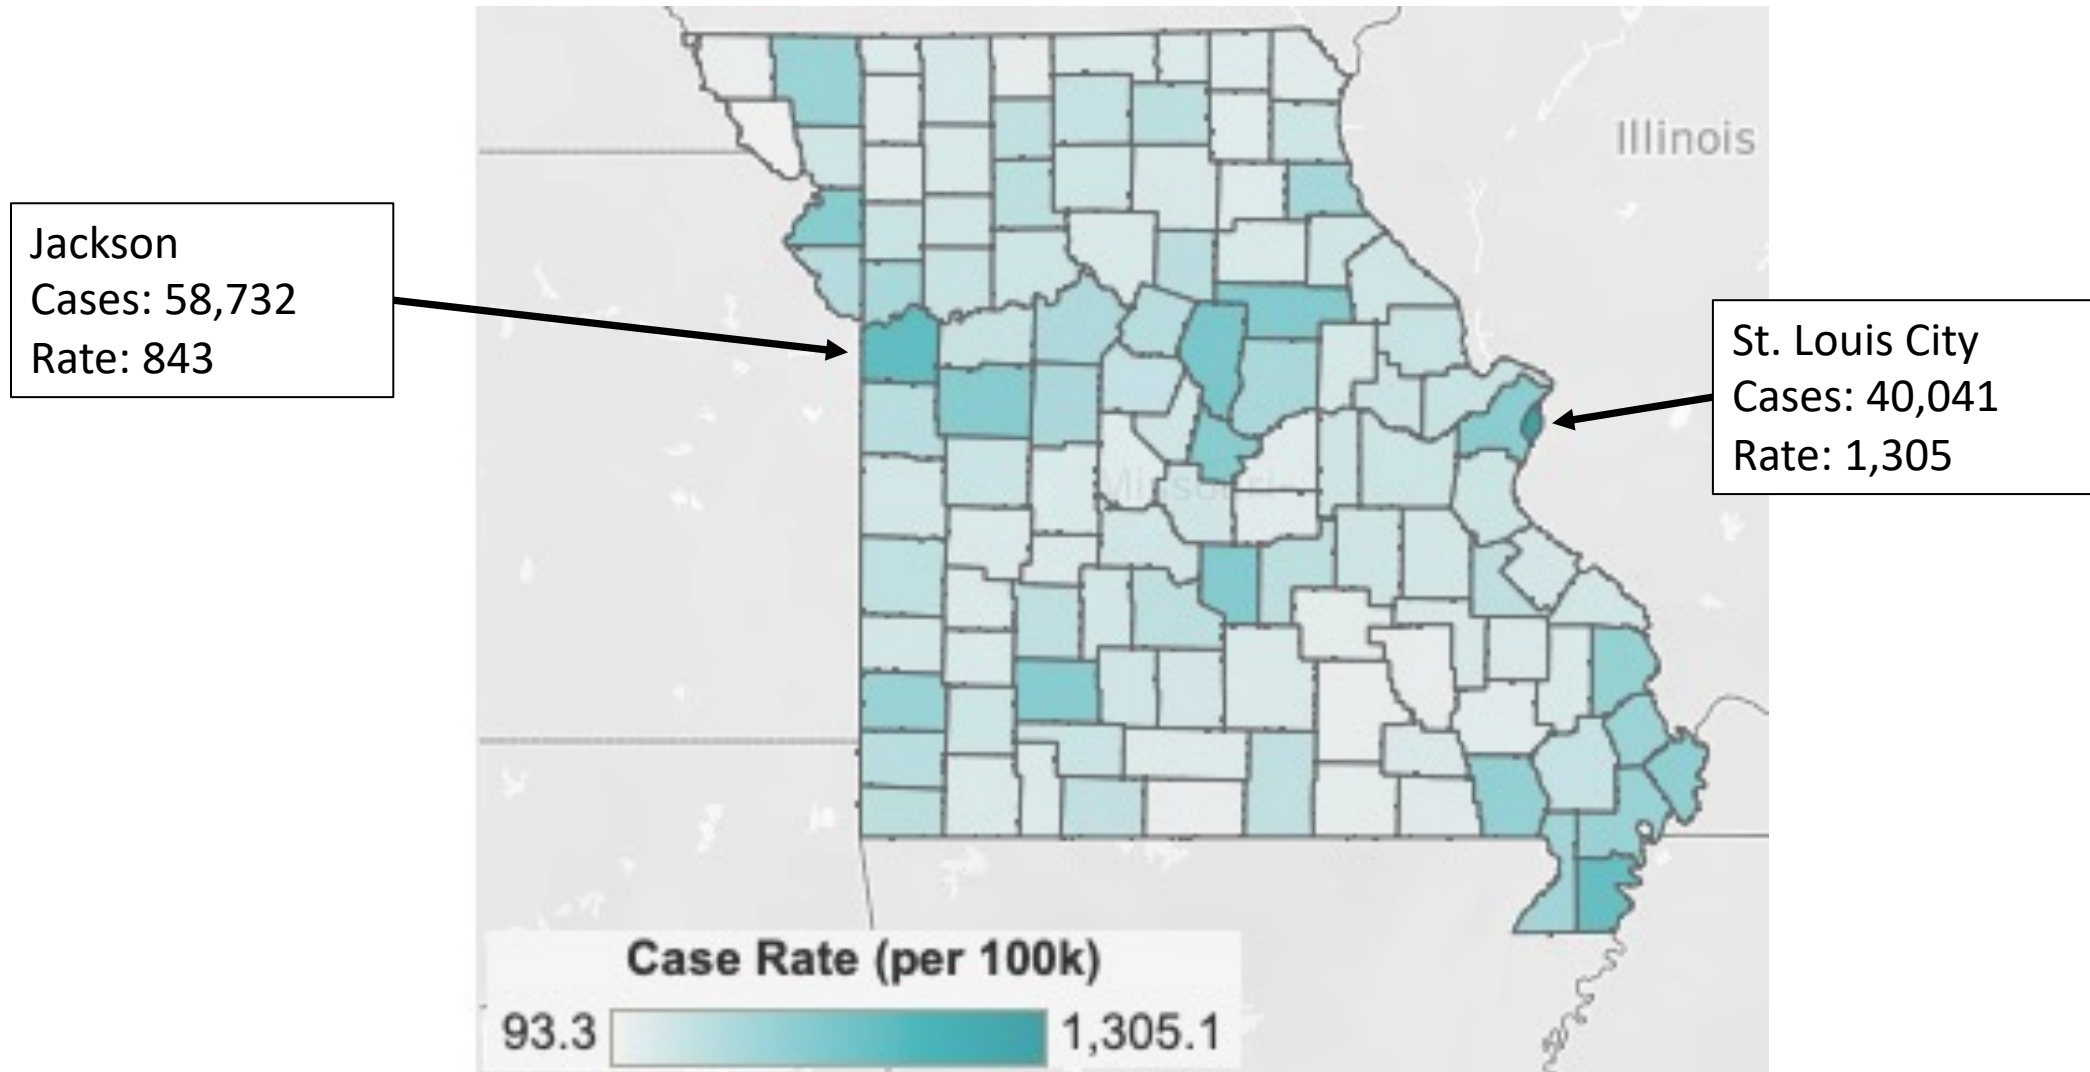 Illinois
Jackson
Cases: 58,732
Rate: 843
St. Louis City
Cases: 40,041
Rate: 1,305
Missouri
Case Rate (per 100k)
93.3
1,305.1